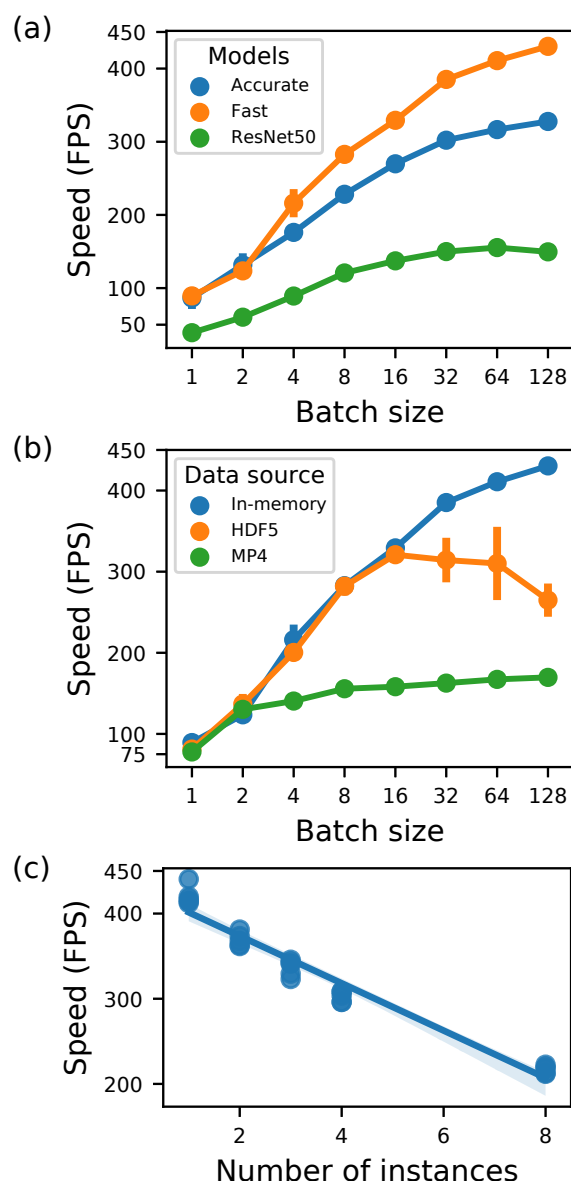 (a)
450
400
300
200
100
50
Speed (FPS)
Models
Accurate
Fast
ResNet50
1 2 4 8 16 32 64 128
Batch size
(b)
450
400
300
200
100
75
Speed (FPS)
Data source
In-memory
HDF5
MP4
1 2 4 8 16 32 64 128
Batch size
(c)
450
400
300
200
Speed (FPS)
2 4 6 8
Number of instances